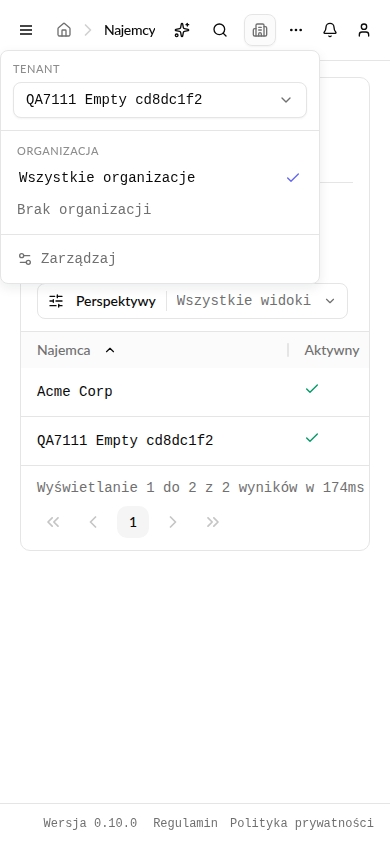 Najemcy
TENANT
QA7111 Empty cd8dc1f2
ORGANIZACJA
Wszystkie organizacje
Brak organizacji
Zarządzaj
Perspektywy Wszystkie widoki
Najemca Aktywny
Acme Corp
QA7111 Empty cd8dc1f2
Wyświetlanie 1 do 2 z 2 wyników w 174ms
1
Wersja 0.10.0 Regulamin Polityka prywatności